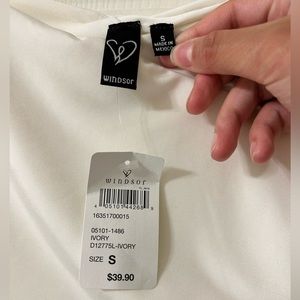 WINDSOR
S
MADE IN
MEXICO
WINDSOR
16351700015
05101-1486
IVORY
D12775L-IVORY
SIZE S
$39.90